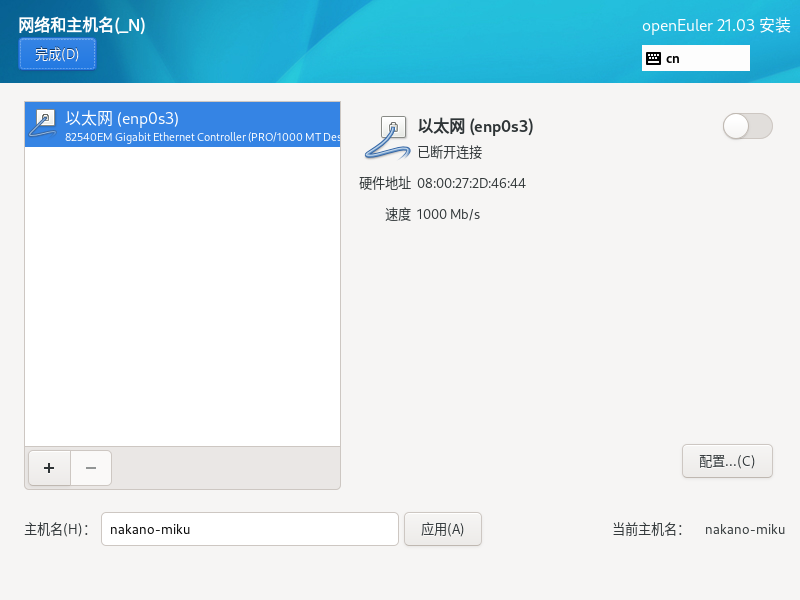 网络和主机名(_N)
完成(D)
openEuler 21.03 安装
cn
以太网 (enp0s3)
82540EM Gigabit Ethernet Controller (PRO/1000 MT Des
以太网 (enp0s3)
已断开连接
硬件地址 08:00:27:2D:46:44
速度 1000 Mb/s
+ −
配置...(C)
主机名(H)： nakano-miku 应用(A) 当前主机名： nakano-miku